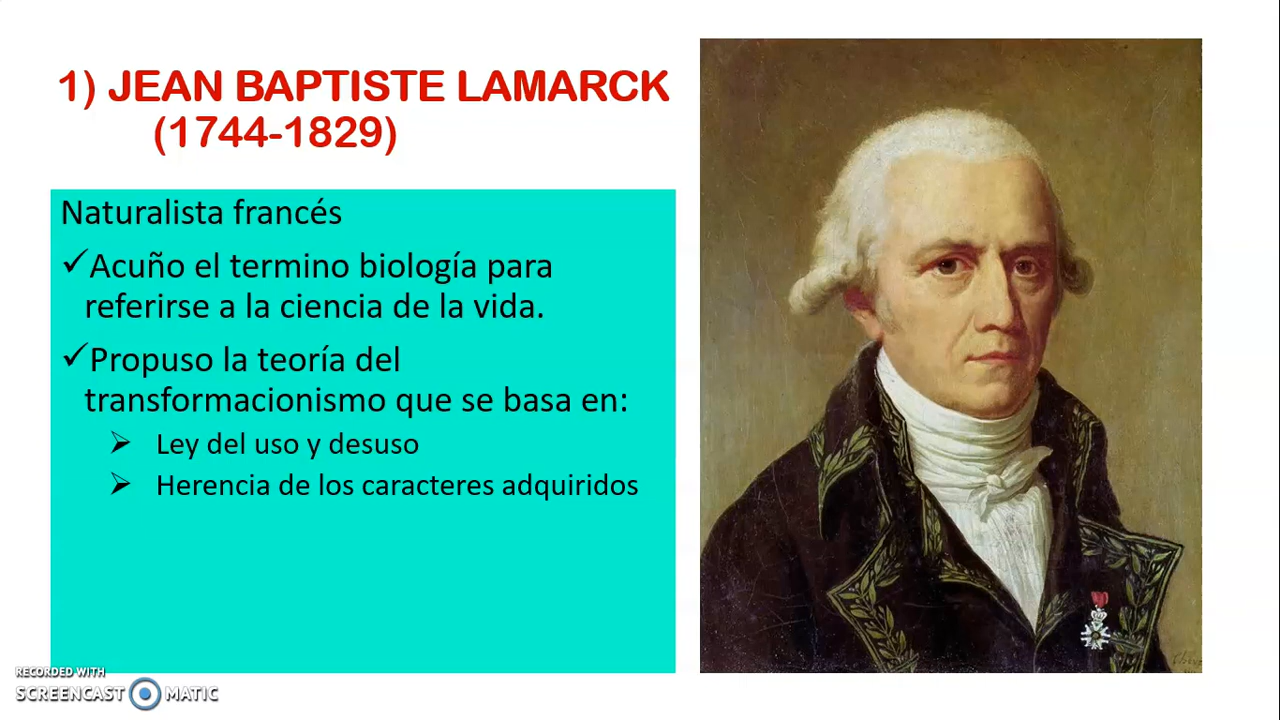 1) JEAN BAPTISTE LAMARCK
(1744-1829)
Naturalista francés
✓Acuño el termino biología para
referirse a la ciencia de la vida.
✓Propuso la teoría del
transformacionismo que se basa en:
➢ Ley del uso y desuso
➢ Herencia de los caracteres adquiridos
RECORDED WITH
SCREENCAST MATIC